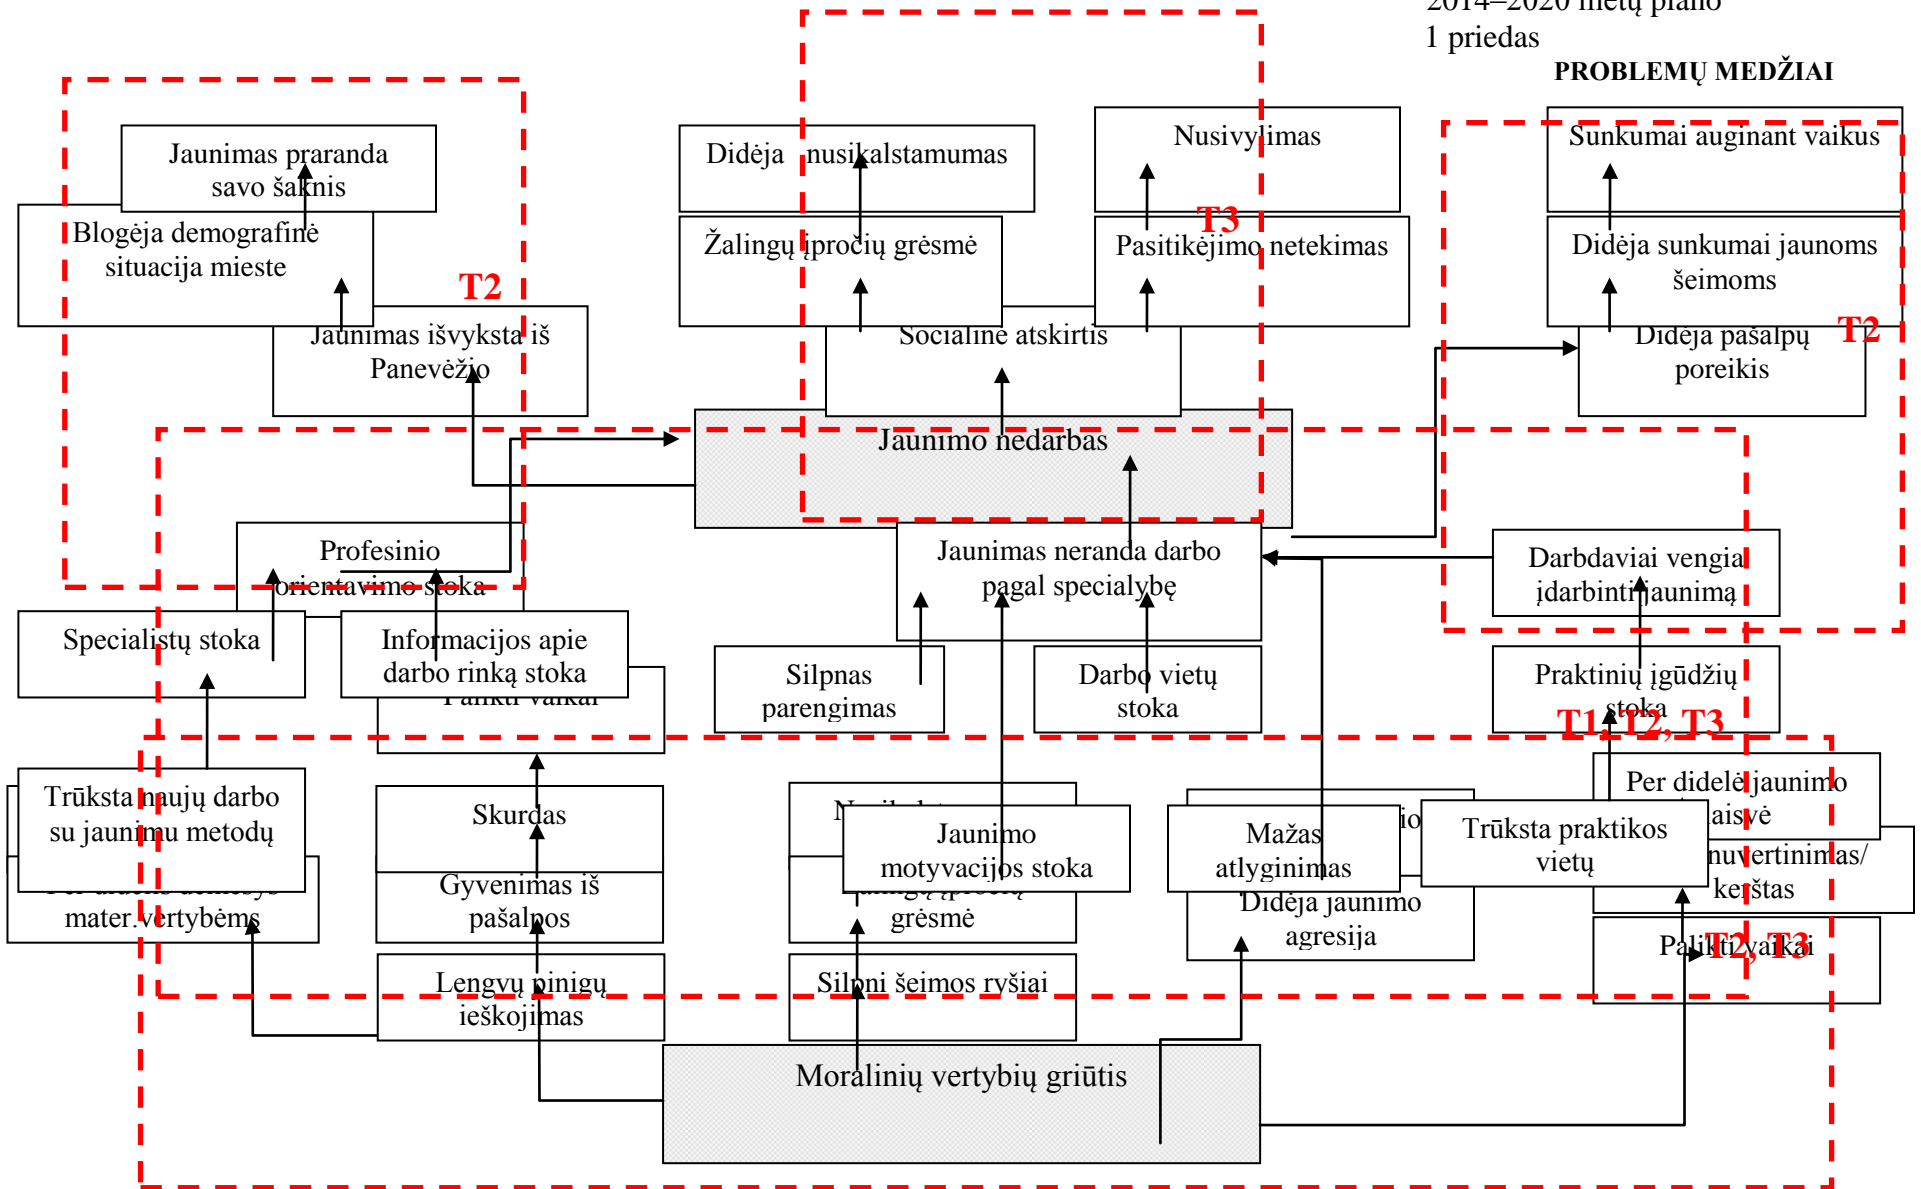 2014–2020 metų plano
1 priedas
PROBLEMŲ MEDŽIAI
Jaunimas praranda
savo šaknis
Didėja nusikalstamumas
Nusivylimas
Sunkumai auginant vaikus
Blogėja demografinė
situacija mieste
Žalingų įpročių grėsmė
T3
Pasitikėjimo netekimas
Didėja sunkumai jaunoms
šeimoms
T2
Jaunimas išvyksta iš
Panevėžio
Socialinė atskirtis
T2
Didėja pašalpų
poreikis
Jaunimo nedarbas
Profesinio
orientavimo stoka
Jaunimas neranda darbo
pagal specialybę
Darbdaviai vengia
įdarbinti jaunimą
Specialistų stoka
Informacijos apie
darbo rinką stoka
Palikti vaikai
Silpnas
parengimas
Darbo vietų
stoka
Praktinių įgūdžių
stoka
T1, T2, T3
Trūksta naujų darbo
su jaunimu metodų
Skurdas
Jaunimo
motyvacijos stoka
Mažas
atlyginimas
Trūksta praktikos
vietų
Per didelė jaunimo
nuvertinimas/
kerštas
mater.vertybėms
Gyvenimas iš
pašalpos
grėsmė
Didėja jaunimo
agresija
Palikti vaikai
T2, T3
Lengvų pinigų
ieškojimas
Silpni šeimos ryšiai
Moralinių vertybių griūtis